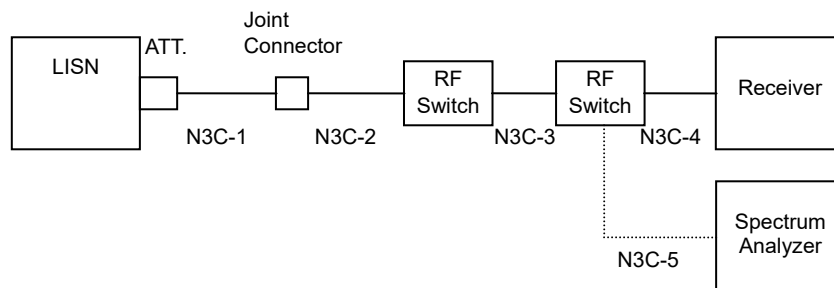 Joint
Connector
ATT.
LISN
RF
Switch
RF
Switch
Receiver
N3C-1
N3C-2
N3C-3
N3C-4
Spectrum
Analyzer
N3C-5